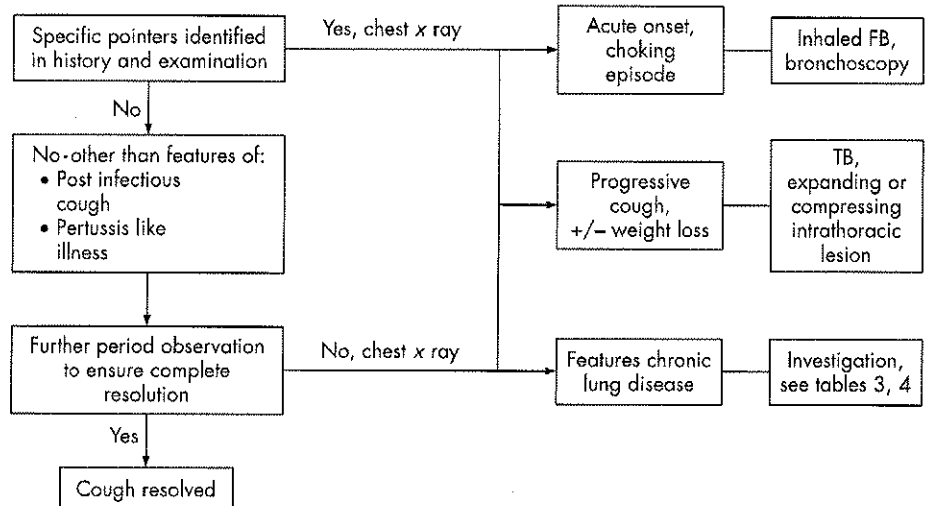 Specific pointers identified
in history and examination
Yes, chest x ray
Acute onset,
choking
episode
Inhaled FB,
bronchoscopy
No
No-other than features of:
• Post infectious
cough
• Pertussis like
illness
Progressive
cough,
+/– weight loss
TB,
expanding or
compressing
intrathoracic
lesion
Further period observation
to ensure complete
resolution
No, chest x ray
Features chronic
lung disease
Investigation,
see tables 3, 4
Yes
Cough resolved